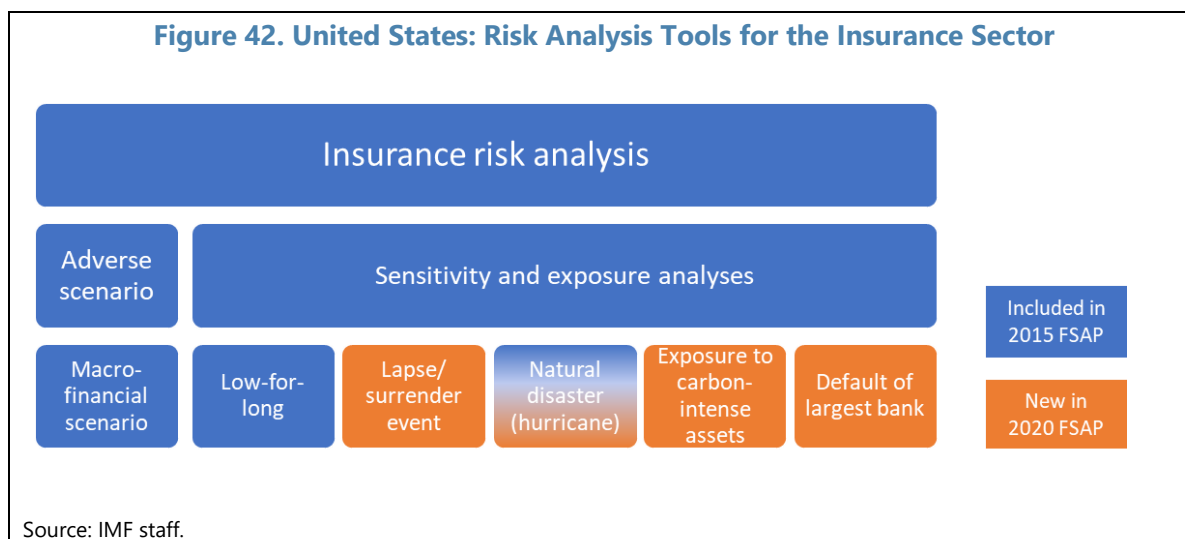 Figure 42. United States: Risk Analysis Tools for the Insurance Sector
Insurance risk analysis
Adverse
scenario
Sensitivity and exposure analyses
Included in
2015 FSAP
Macro-
financial
scenario
Low-for-
long
Lapse/
surrender
event
Natural
disaster
(hurricane)
Exposure to
carbon-
intense
assets
Default of
largest bank
New in
2020 FSAP
Source: IMF staff.